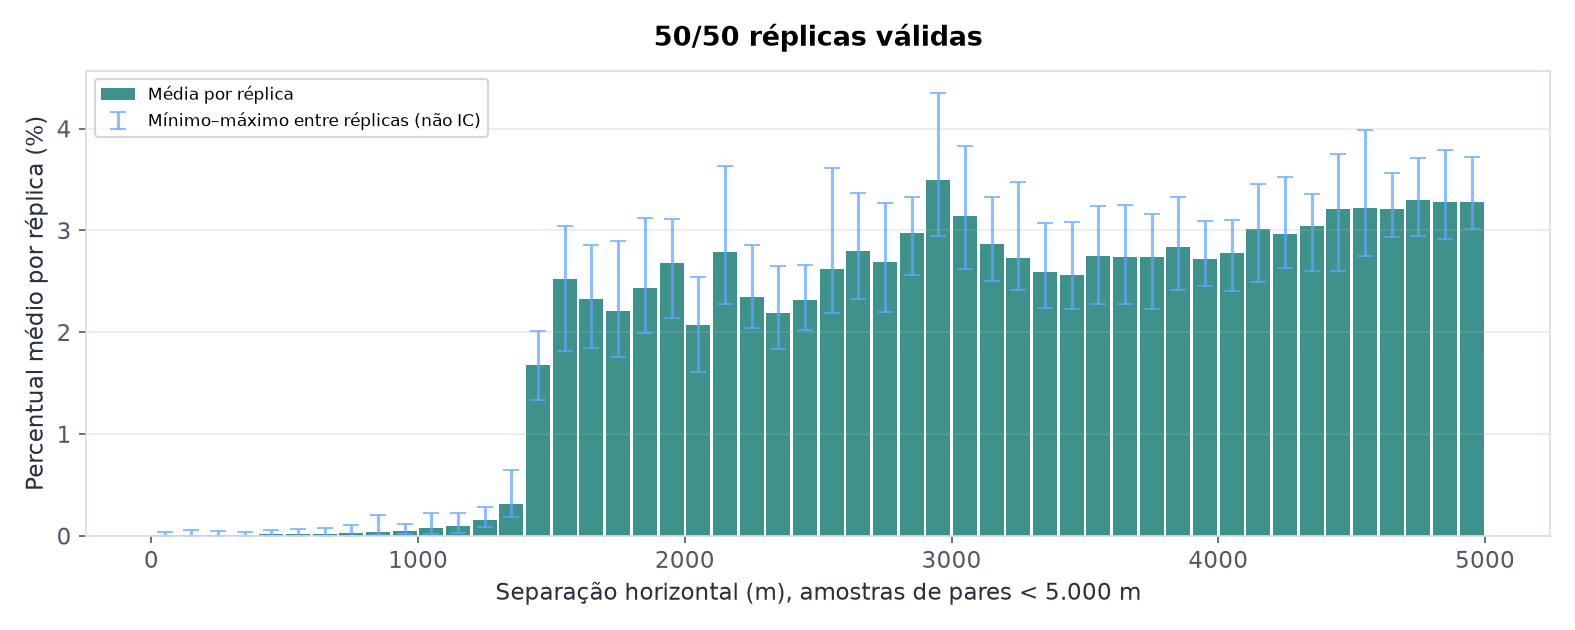 50/50 réplicas válidas
Média por réplica
Mínimo–máximo entre réplicas (não IC)
Percentual médio por réplica (%)
4
3
2
1
0
0 1000 2000 3000 4000 5000
Separação horizontal (m), amostras de pares < 5.000 m